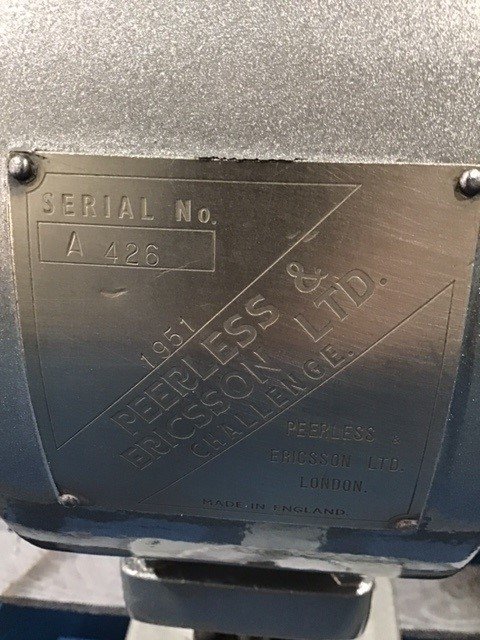 SERIAL No.
A 426
1951
PEERLESS &
ERICSSON LTD.
CHALLENGE.
PEERLESS &
ERICSSON LTD.
LONDON.
MADE IN ENGLAND.